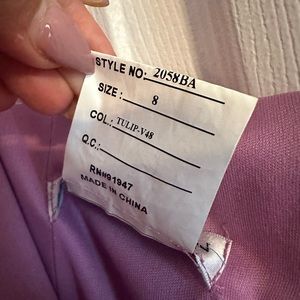 STYLE NO: 2058BA
SIZE: 8
COL.: TULIP-V48
Q.C.:
RN#91947
MADE IN CHINA